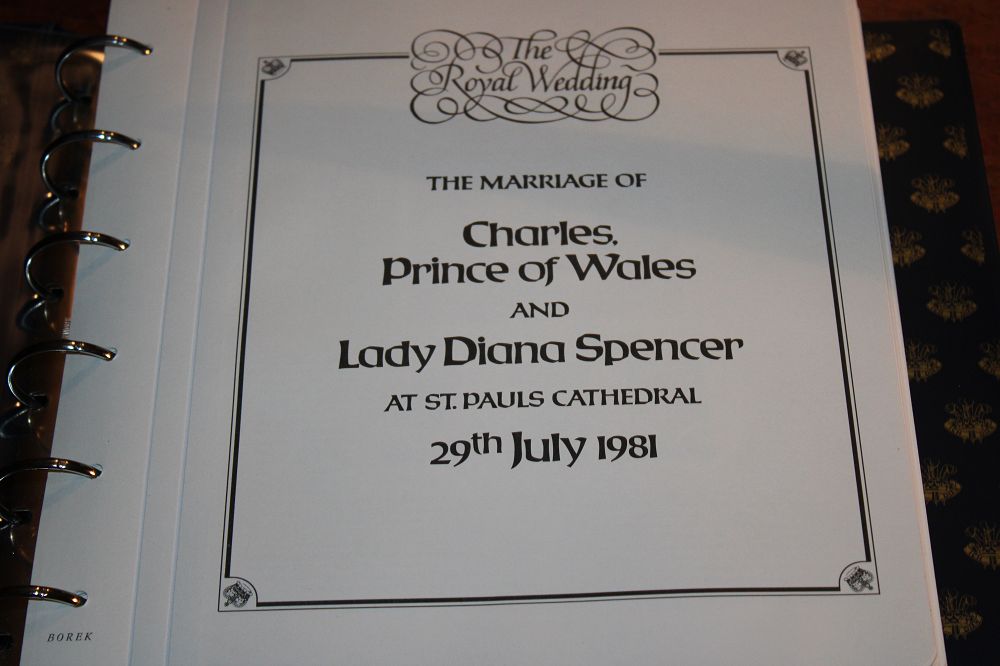 The
Royal Wedding
THE MARRIAGE OF
Charles,
Prince of Wales
AND
Lady Diana Spencer
AT ST. PAULS CATHEDRAL
29th July 1981
BOREK